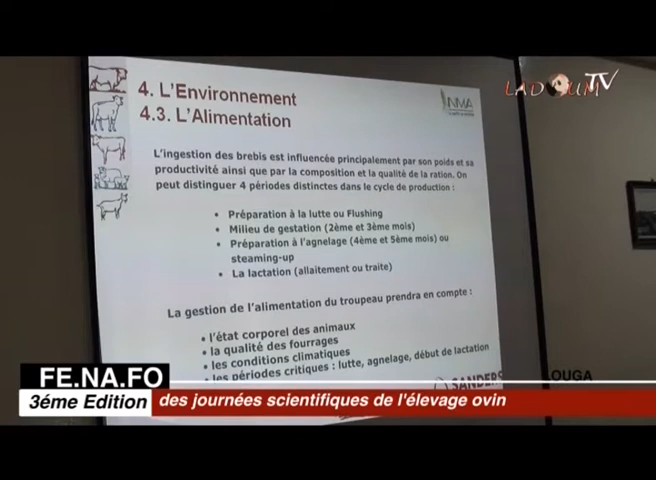 LADOUM TV
4. L'Environnement
4.3. L'Alimentation
NMA
L'ingestion des brebis est influencée principalement par son poids et sa
productivité ainsi que par la composition et la qualité de la ration. On
peut distinguer 4 périodes distinctes dans le cycle de production :
• Préparation à la lutte ou Flushing
• Milieu de gestation (2ème et 3ème mois)
• Préparation à l'agnelage (4ème et 5ème mois) ou
steaming-up
• La lactation (allaitement ou traite)
La gestion de l'alimentation du troupeau prendra en compte :
• l'état corporel des animaux
• la qualité des fourrages
• les conditions climatiques
• les périodes critiques : lutte, agnelage, début de lactation
SANDERS
FE.NA.FO
OUGA
3éme Edition
des journées scientifiques de l'élevage ovin